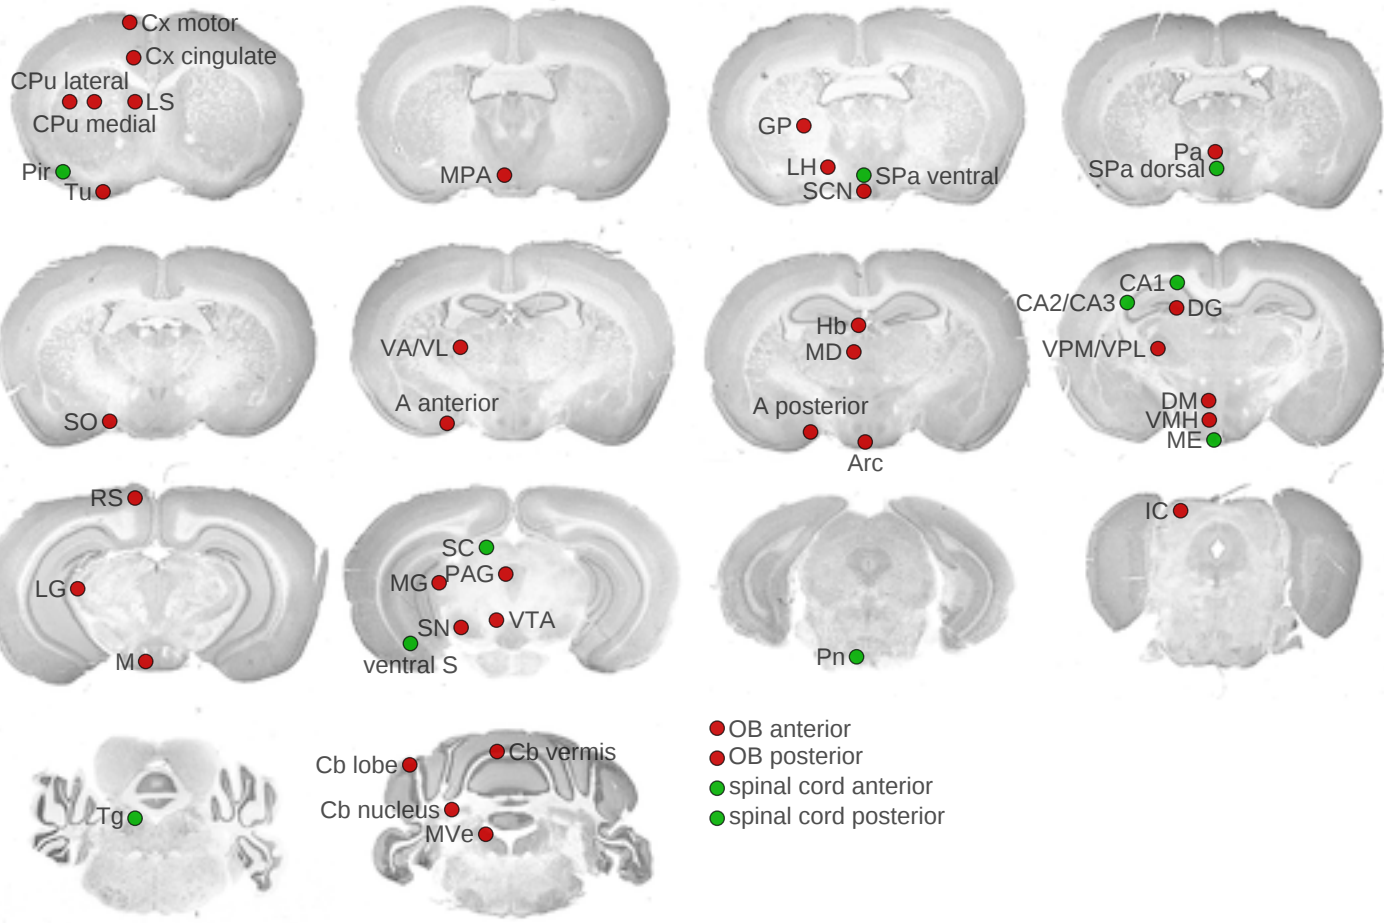 Cx motor
Cx cingulate
CPu lateral
LS
CPu medial
Pir
Tu
MPA
GP
LH
SPa ventral
SCN
Pa
SPa dorsal
SO
VA/VL
A anterior
Hb
MD
A posterior
Arc
CA1
CA2/CA3
DG
VPM/VPL
DM
VMH
ME
RS
LG
M
SC
MG
PAG
SN
VTA
ventral S
Pn
IC
Tg
Cb lobe
Cb vermis
Cb nucleus
MVe
OB anterior
OB posterior
spinal cord anterior
spinal cord posterior